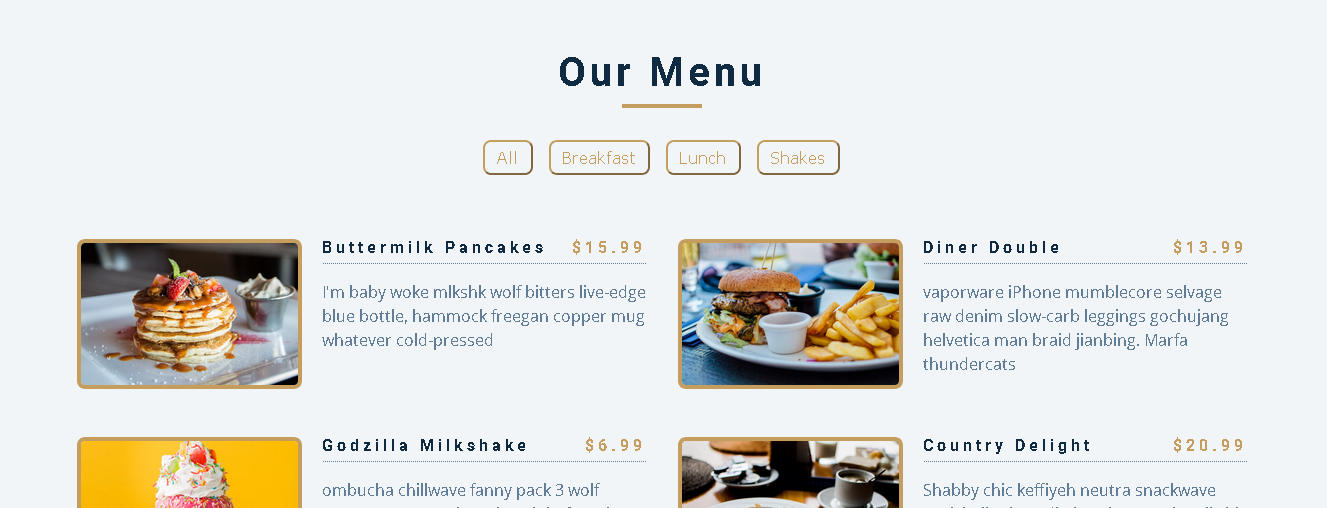 Our Menu
All Breakfast Lunch Shakes
Buttermilk Pancakes $15.99
I'm baby woke mlkshk wolf bitters live-edge
blue bottle, hammock freegan copper mug
whatever cold-pressed
Diner Double $13.99
vaporware iPhone mumblecore selvage
raw denim slow-carb leggings gochujang
helvetica man braid jianbing. Marfa
thundercats
Godzilla Milkshake $6.99
ombucha chillwave fanny pack 3 wolf
Country Delight $20.99
Shabby chic keffiyeh neutra snackwave